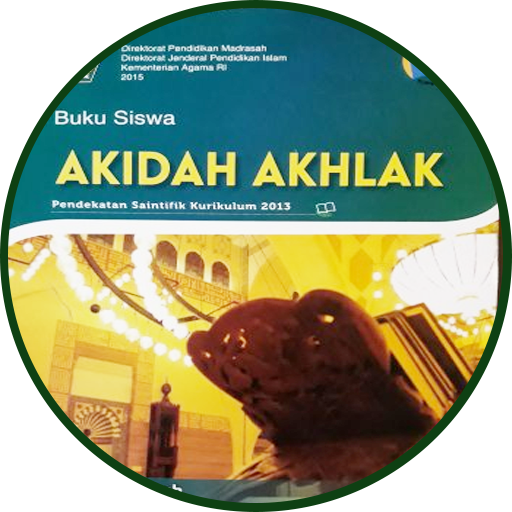 Direktorat Pendidikan Madrasah
Direktorat Jenderal Pendidikan Islam
Kementerian Agama RI
2015
Buku Siswa
AKIDAH AKHLAK
Pendekatan Saintifik Kurikulum 2013